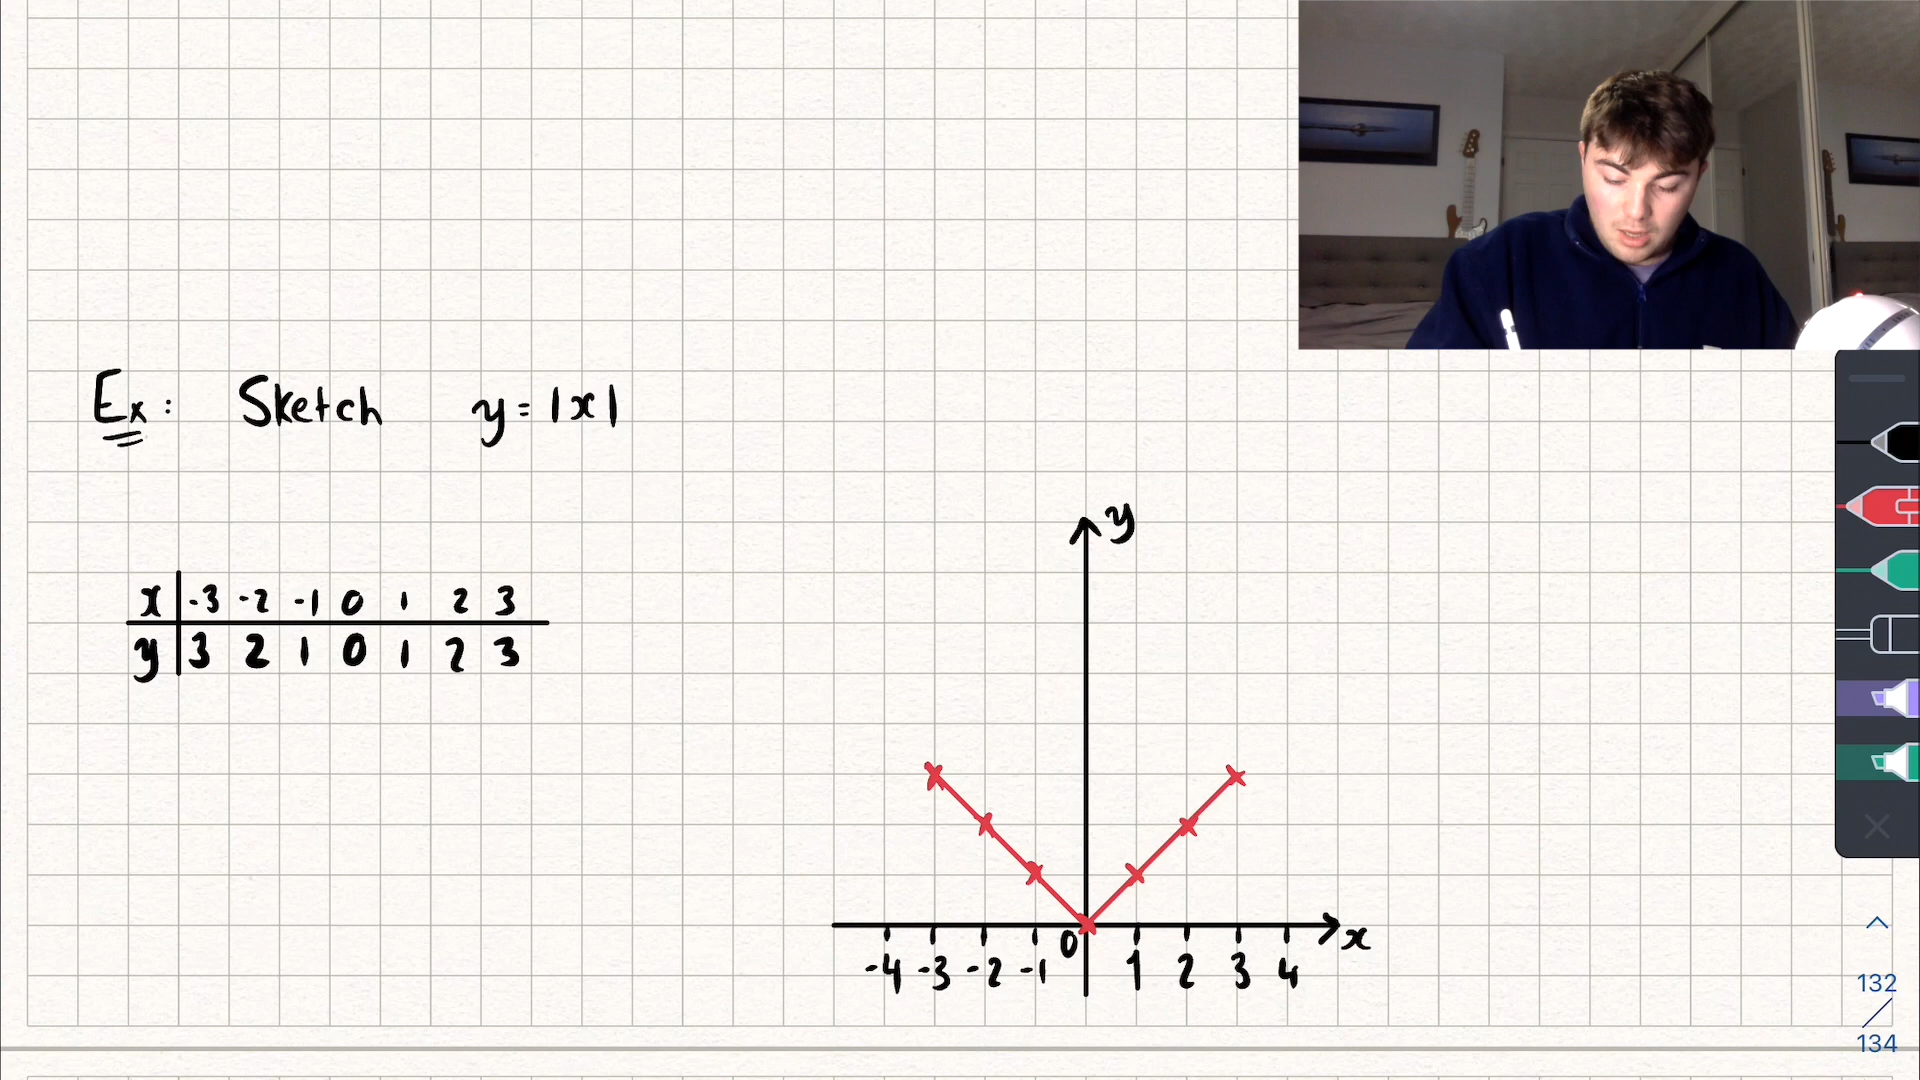 Ex: Sketch y = |x|
y
x -3 -2 -1 0 1 2 3
y 3 2 1 0 1 2 3
x
0
-4 -3 -2 -1 1 2 3 4
132
134